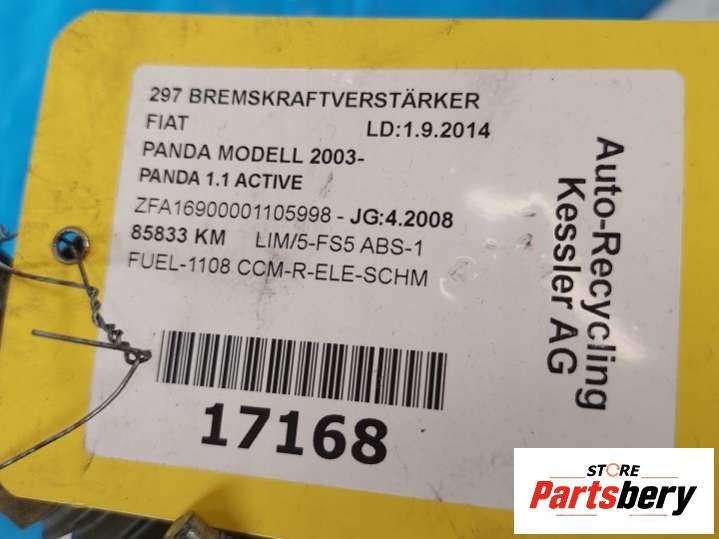 297 BREMSKRAFTVERSTÄRKER
FIAT LD:1.9.2014
PANDA MODELL 2003-
PANDA 1.1 ACTIVE
ZFA16900001105998 - JG:4.2008
85833 KM LIM/5-FS5 ABS-1
FUEL-1108 CCM-R-ELE-SCHM
17168
Auto-Recycling
Kessler AG
STORE
Partsbery